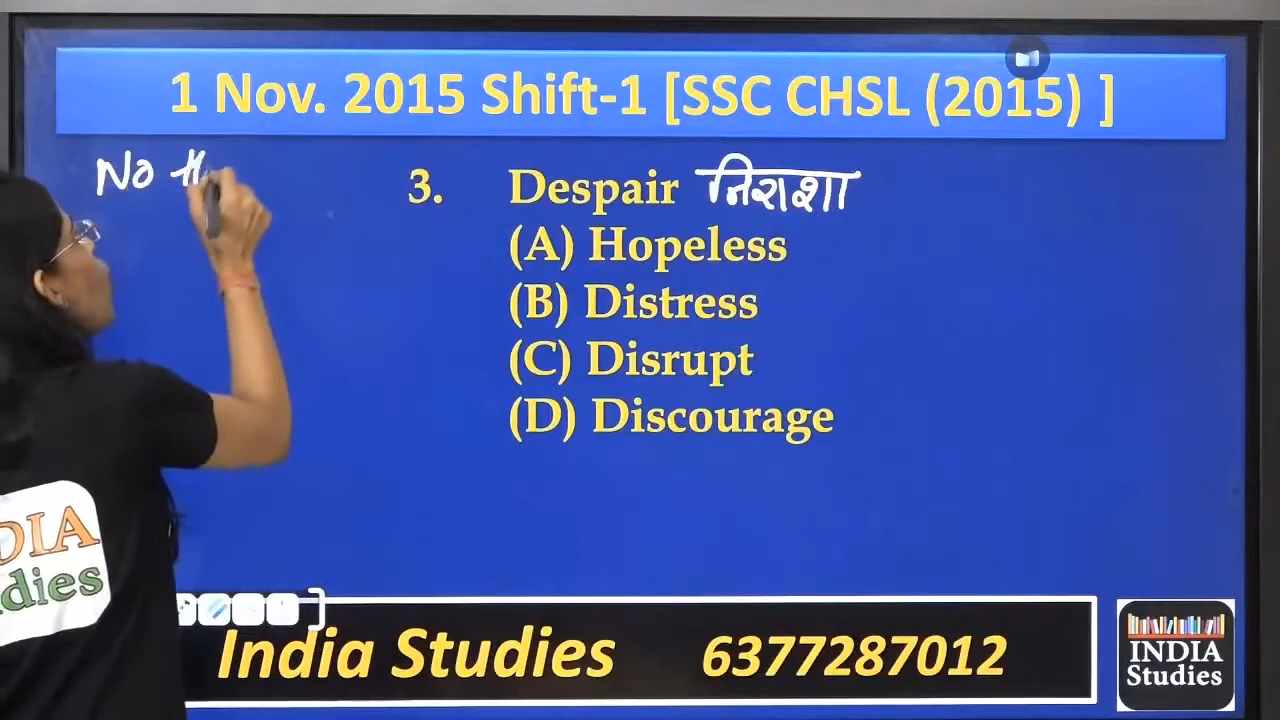 1 Nov. 2015 Shift-1 [SSC CHSL (2015) ]
No
3. Despair निराशा
(A) Hopeless
(B) Distress
(C) Disrupt
(D) Discourage
India Studies 6377287012
INDIA
Studies